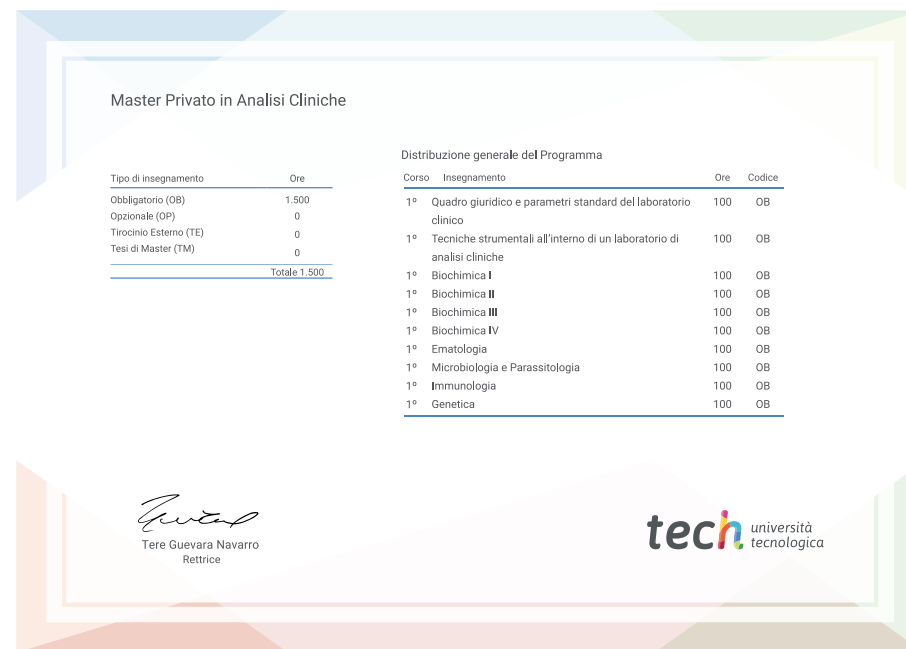 Master Privato in Analisi Cliniche
Tipo di insegnamento Ore
Obbligatorio (OB) 1.500
Opzionale (OP) 0
Tirocinio Esterno (TE) 0
Tesi di Master (TM) 0
Totale 1.500
Distribuzione generale del Programma
Corso Insegnamento Ore Codice
1º Quadro giuridico e parametri standard del laboratorio 100 OB
clinico
1º Tecniche strumentali all'interno di un laboratorio di 100 OB
analisi cliniche
1º Biochimica I 100 OB
1º Biochimica II 100 OB
1º Biochimica III 100 OB
1º Biochimica IV 100 OB
1º Ematologia 100 OB
1º Microbiologia e Parassitologia 100 OB
1º Immunologia 100 OB
1º Genetica 100 OB
Tere Guevara Navarro
Rettrice
tech università
tecnologica